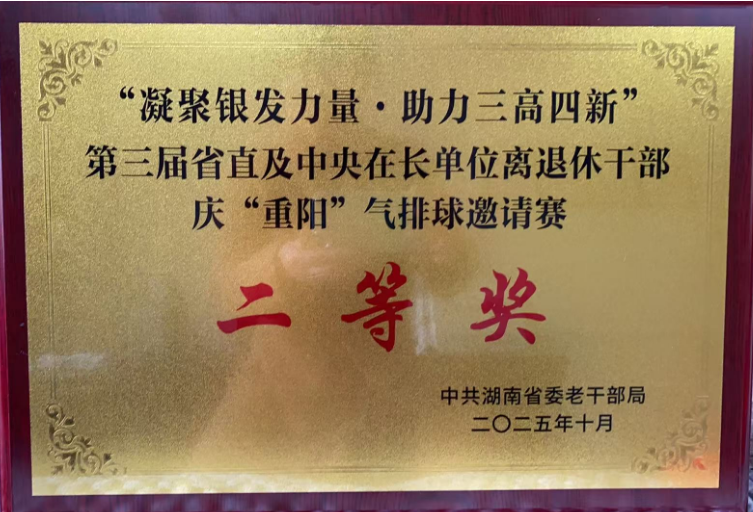 “凝聚银发力量·助力三高四新”
第三届省直及中央在长单位离退休干部
庆“重阳”气排球邀请赛
二等奖
中共湖南省委老干部局
二〇二五年十月